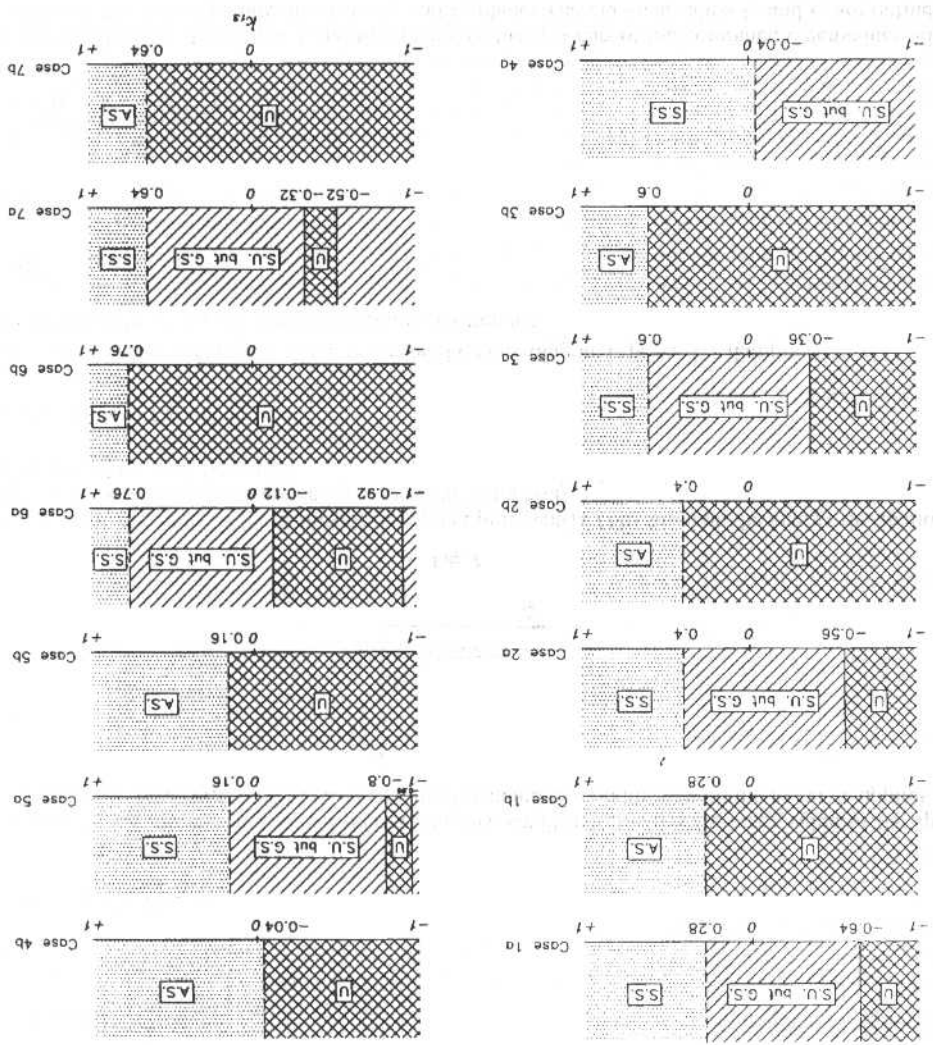 U S.U. but G.S. S.S.
-1 -0.64 0 0.28 +1 Case 1a
U A.S.
-1 0 0.28 +1 Case 1b
U S.U. but G.S. S.S.
-1 -0.56 0 0.4 +1 Case 2a
U A.S.
-1 0 0.4 +1 Case 2b
U S.U. but G.S. S.S.
-1 -0.36 0 0.6 +1 Case 3a
U A.S.
-1 0 0.6 +1 Case 3b
S.U. but G.S. S.S.
-1 -0.04 0 +1 Case 4a
U A.S.
-1 -0.04 0 +1 Case 4b
U S.U. but G.S. S.S.
-1 -0.8 0 0.16 +1 Case 5a
U A.S.
-1 0 0.16 +1 Case 5b
U S.U. but G.S. S.S.
-1 -0.92 -0.12 0 0.76 +1 Case 6a
U A.S.
-1 0 0.76 +1 Case 6b
U S.U. but G.S. S.S.
-1 -0.52 -0.32 0 0.64 +1 Case 7a
U A.S.
-1 0 0.64 +1 Case 7b
k₁₃